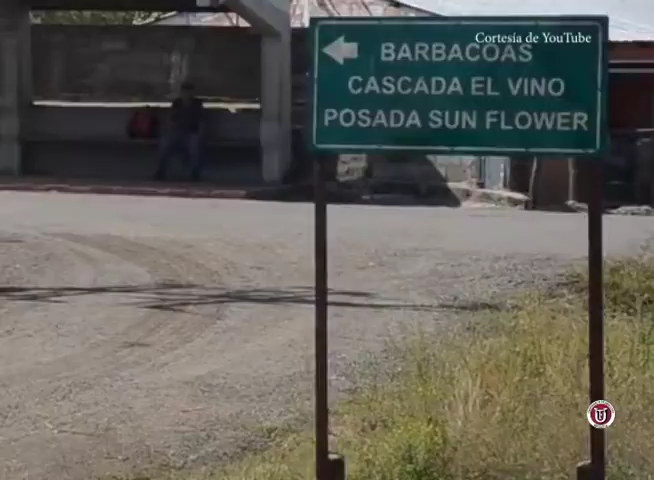 Cortesía de YouTube
BARBACOAS
CASCADA EL VINO
POSADA SUN FLOWER